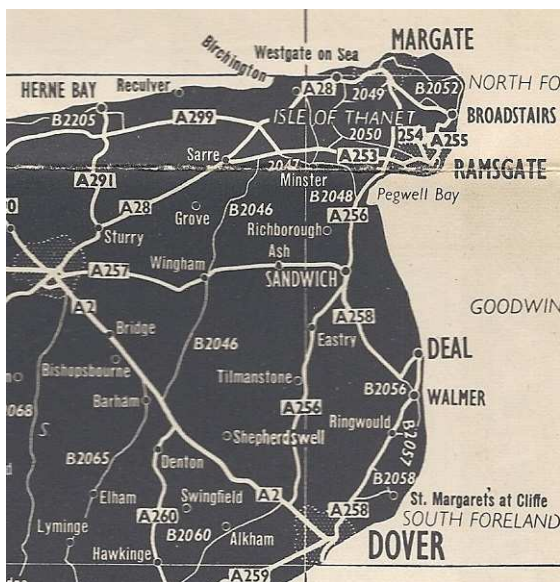 MARGATE
Westgate on Sea
Birchington
NORTH FO
HERNE BAY
Reculver
A28
2049
B2052
B2205
A299
ISLE OF THANET
BROADSTAIRS
2050
254
A255
Sarre
A253
2047
RAMSGATE
A291
Minster
B2048
Pegwell Bay
A28
Grove
B2046
A256
Richborough
Sturry
Ash
A257
Wingham
SANDWICH
A2
GOODWIN
A258
Bridge
B2046
Eastry
DEAL
Bishopsbourne
Tilmanstone
B2056
WALMER
2068
Barham
A256
S
Ringwould
Shepherdswell
B2057
B2065
Denton
B2058
Elham
Swingfield
A2
St. Margaret's at Cliffe
A258
SOUTH FORELAND
Lyminge
A260
B2060
Alkham
DOVER
Hawkinge
A259